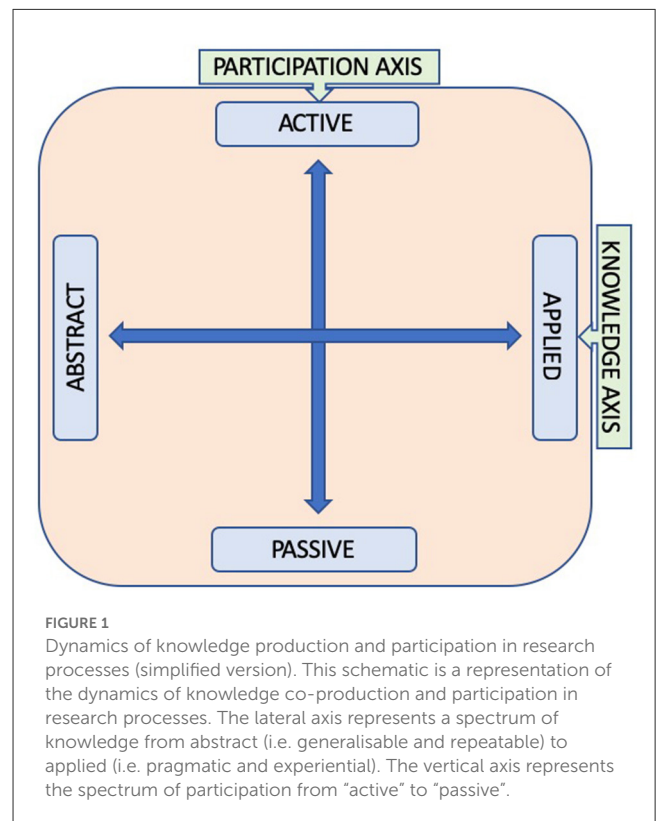 PARTICIPATION AXIS
ACTIVE
ABSTRACT
APPLIED
KNOWLEDGE AXIS
PASSIVE
FIGURE 1
Dynamics of knowledge production and participation in research
processes (simplified version). This schematic is a representation of
the dynamics of knowledge co-production and participation in
research processes. The lateral axis represents a spectrum of
knowledge from abstract (i.e. generalisable and repeatable) to
applied (i.e. pragmatic and experiential). The vertical axis represents
the spectrum of participation from “active” to “passive”.